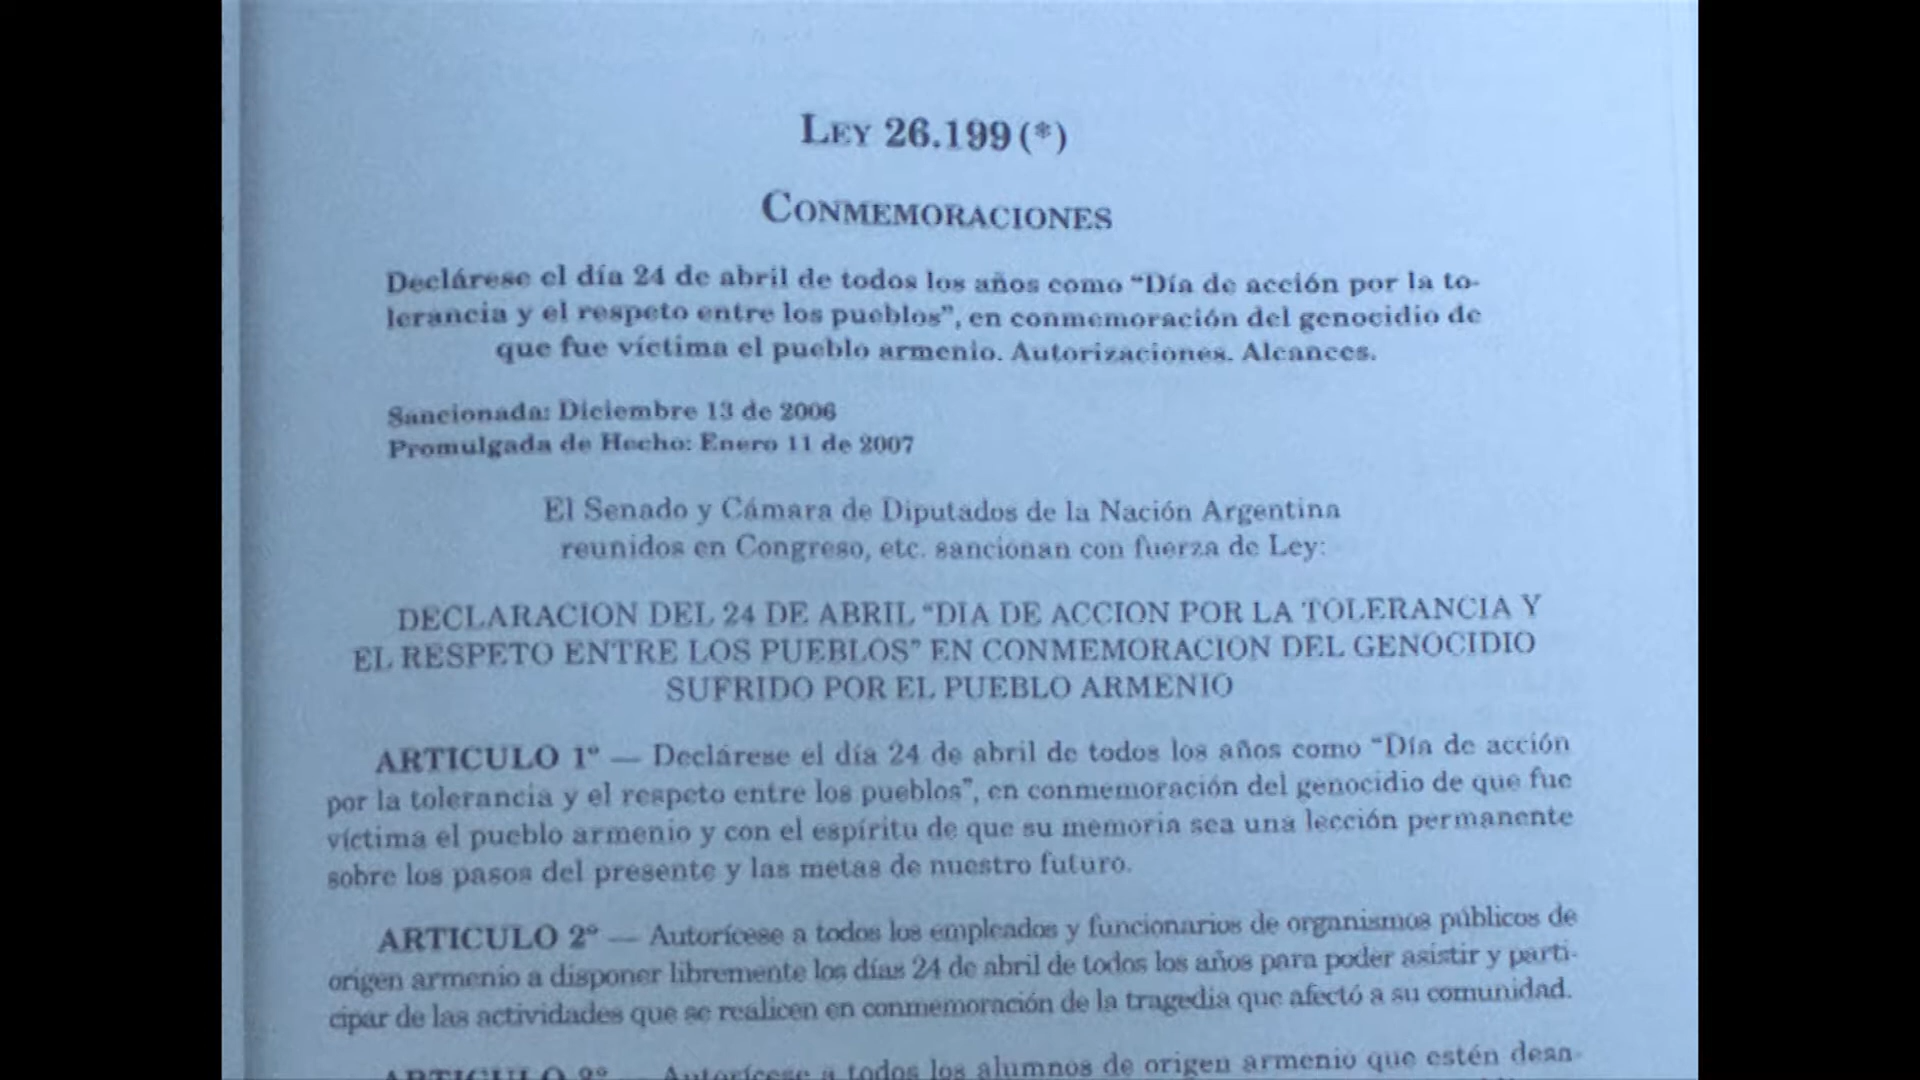 LEY 26.199 (*)
CONMEMORACIONES
Declárese el día 24 de abril de todos los años como “Día de acción por la to-
lerancia y el respeto entre los pueblos”, en conmemoración del genocidio de
que fue víctima el pueblo armenio. Autorizaciones. Alcances.
Sancionada: Diciembre 13 de 2006
Promulgada de Hecho: Enero 11 de 2007
El Senado y Cámara de Diputados de la Nación Argentina
reunidos en Congreso, etc. sancionan con fuerza de Ley:
DECLARACION DEL 24 DE ABRIL “DIA DE ACCION POR LA TOLERANCIA Y
EL RESPETO ENTRE LOS PUEBLOS” EN CONMEMORACION DEL GENOCIDIO
SUFRIDO POR EL PUEBLO ARMENIO
ARTICULO 1º — Declárese el día 24 de abril de todos los años como “Día de acción
por la tolerancia y el respeto entre los pueblos”, en conmemoración del genocidio de que fue
víctima el pueblo armenio y con el espíritu de que su memoria sea una lección permanente
sobre los pasos del presente y las metas de nuestro futuro.
ARTICULO 2º — Autorícese a todos los empleados y funcionarios de organismos públicos de
origen armenio a disponer libremente los días 24 de abril de todos los años para poder asistir y parti-
cipar de las actividades que se realicen en conmemoración de la tragedia que afectó a su comunidad.
ARTICULO 3º — Autorícese a todos los alumnos de origen armenio que estén